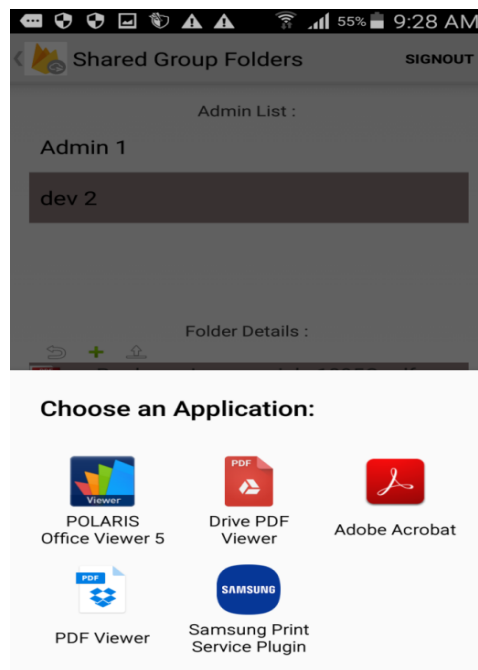 55% 9:28 AM
Shared Group Folders SIGNOUT
Admin List :
Admin 1
dev 2
Folder Details :
Choose an Application:
Viewer
PDF
POLARIS
Office Viewer 5
Drive PDF
Viewer
Adobe Acrobat
PDF
SAMSUNG
PDF Viewer
Samsung Print
Service Plugin